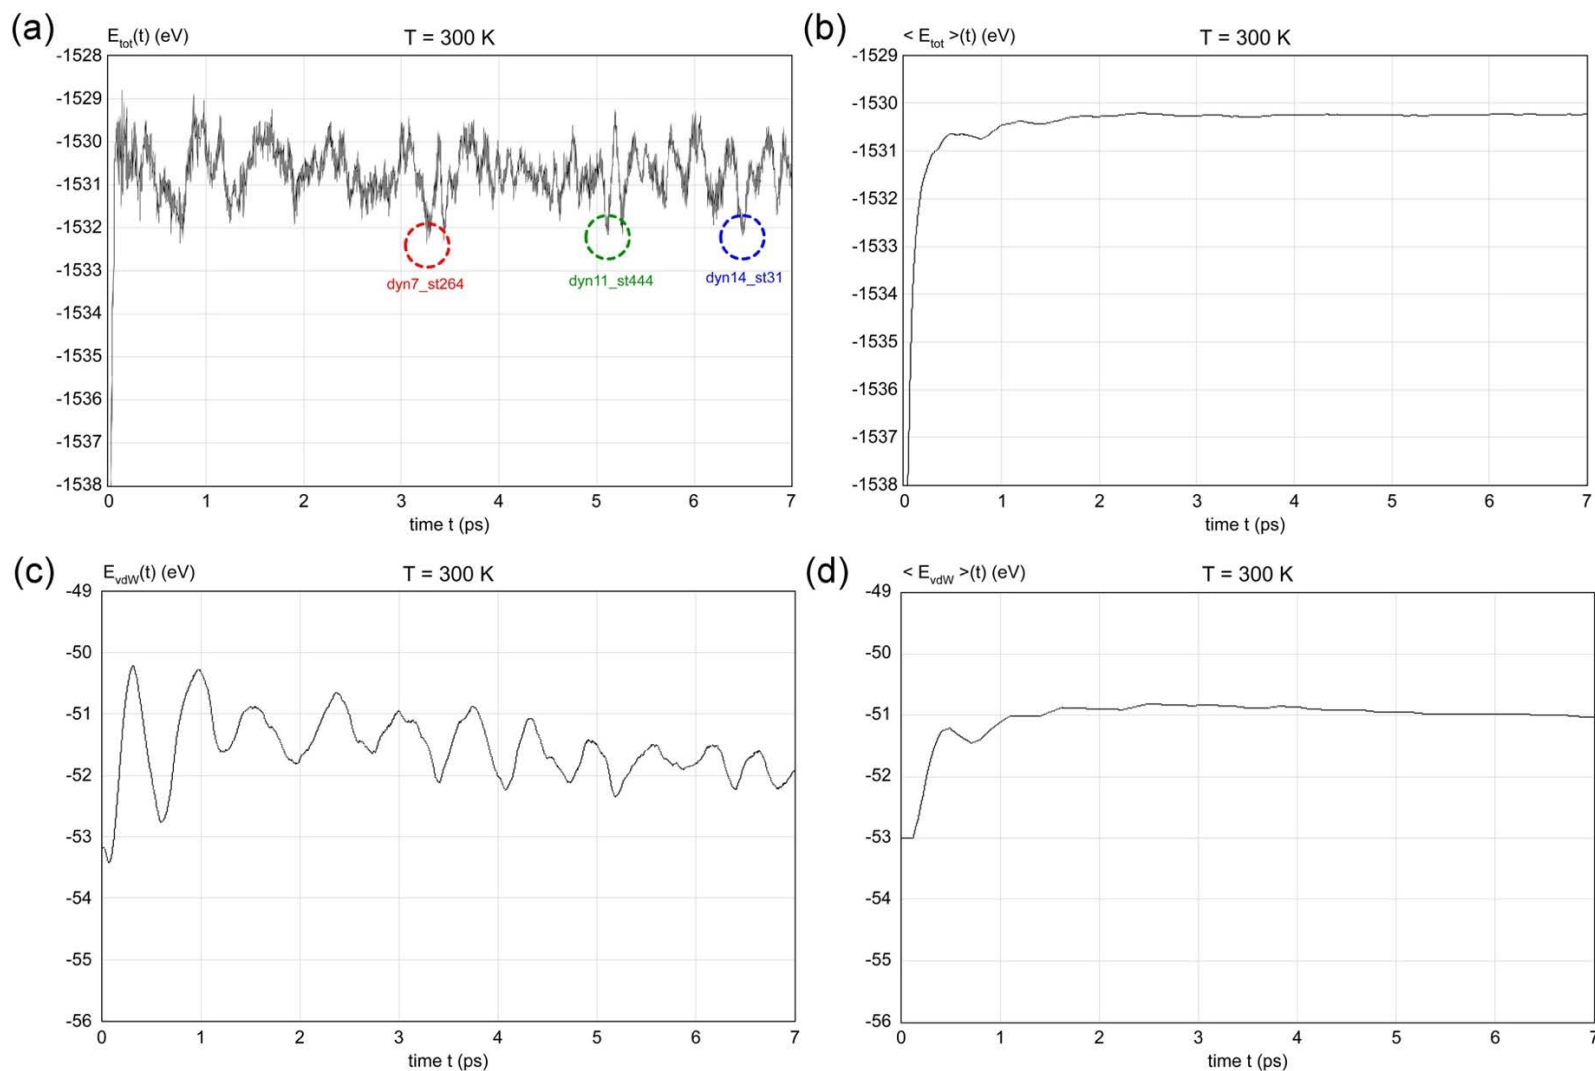 (a)
E_tot(t) (eV)
T = 300 K
-1528
-1529
-1530
-1531
-1532
-1533
-1534
-1535
-1536
-1537
-1538
dyn7_st264
dyn11_st444
dyn14_st31
0 1 2 3 4 5 6 7
time t (ps)
(b)
< E_tot >(t) (eV)
T = 300 K
-1529
-1530
-1531
-1532
-1533
-1534
-1535
-1536
-1537
-1538
0 1 2 3 4 5 6 7
time t (ps)
(c)
E_vdW(t) (eV)
T = 300 K
-49
-50
-51
-52
-53
-54
-55
-56
0 1 2 3 4 5 6 7
time t (ps)
(d)
< E_vdW >(t) (eV)
T = 300 K
-49
-50
-51
-52
-53
-54
-55
-56
0 1 2 3 4 5 6 7
time t (ps)